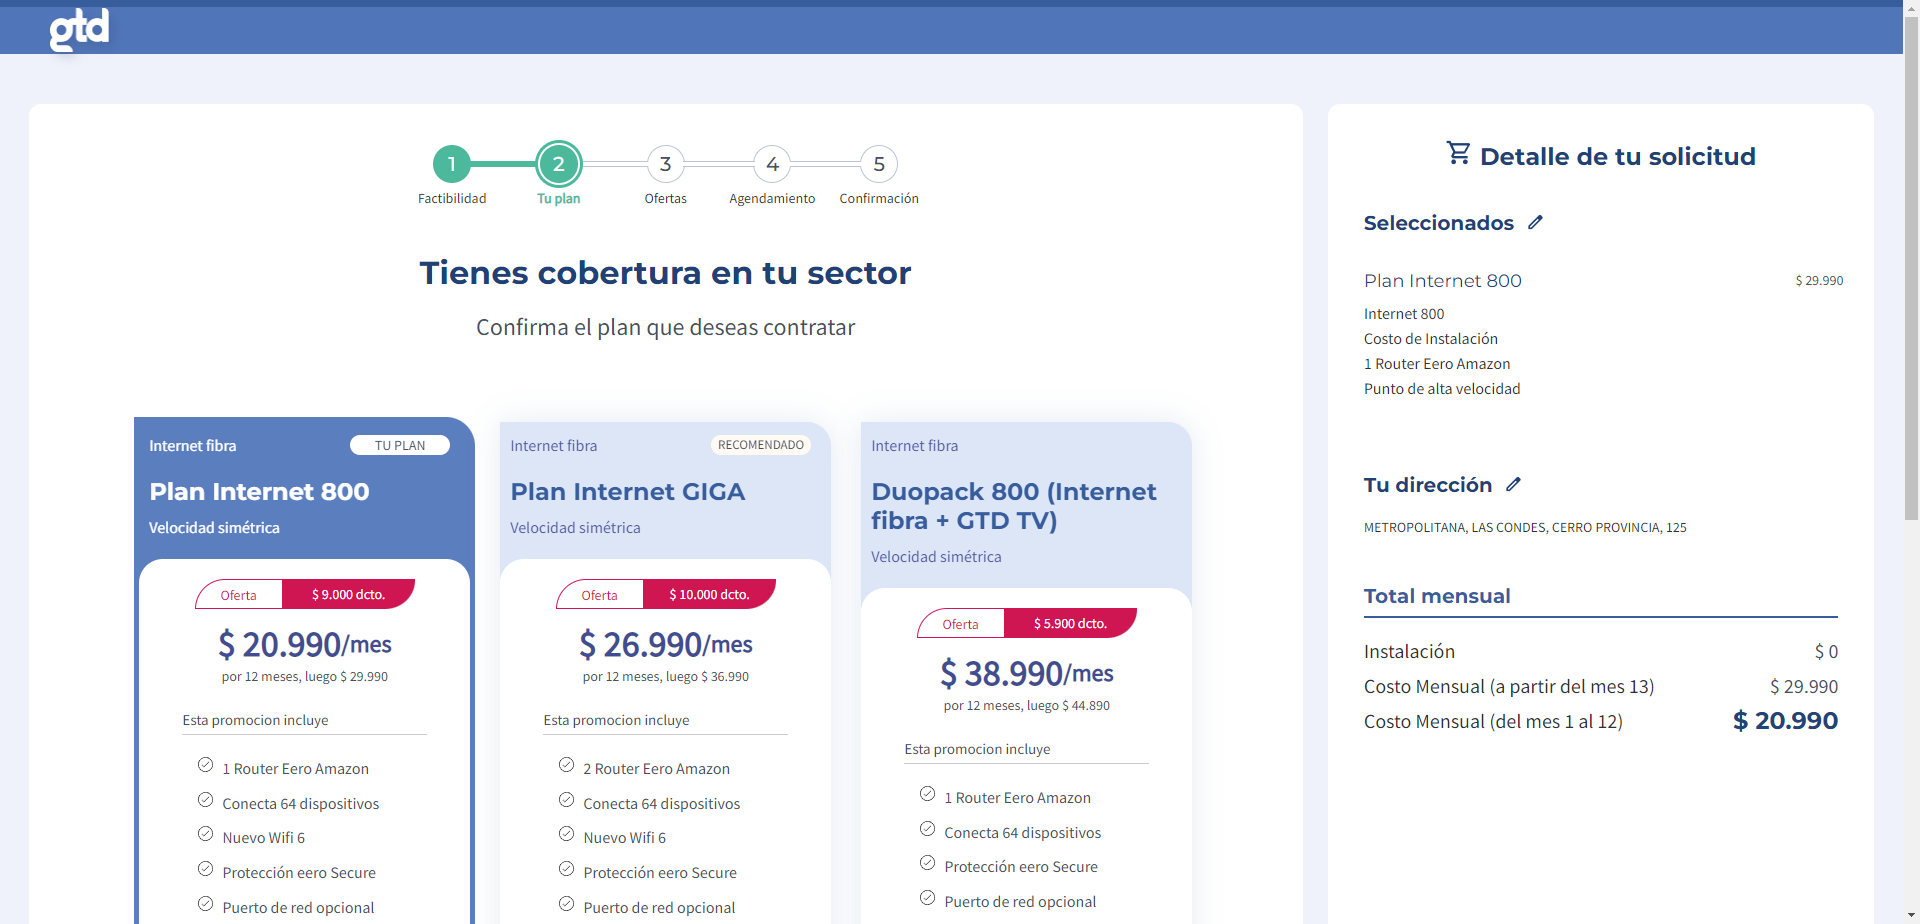 gtd
1
2
3
4
5
Factibilidad
Tu plan
Ofertas
Agendamiento
Confirmación
Tienes cobertura en tu sector
Confirma el plan que deseas contratar
Internet fibra
TU PLAN
Plan Internet 800
Velocidad simétrica
Oferta
$ 9.000 dcto.
$ 20.990/mes
por 12 meses, luego $ 29.990
Esta promocion incluye
1 Router Eero Amazon
Conecta 64 dispositivos
Nuevo Wifi 6
Protección eero Secure
Puerto de red opcional
Internet fibra
RECOMENDADO
Plan Internet GIGA
Velocidad simétrica
Oferta
$ 10.000 dcto.
$ 26.990/mes
por 12 meses, luego $ 36.990
Esta promocion incluye
2 Router Eero Amazon
Conecta 64 dispositivos
Nuevo Wifi 6
Protección eero Secure
Puerto de red opcional
Internet fibra
Duopack 800 (Internet
fibra + GTD TV)
Velocidad simétrica
Oferta
$ 5.900 dcto.
$ 38.990/mes
por 12 meses, luego $ 44.890
Esta promocion incluye
1 Router Eero Amazon
Conecta 64 dispositivos
Protección eero Secure
Puerto de red opcional
Detalle de tu solicitud
Seleccionados
Plan Internet 800 $ 29.990
Internet 800
Costo de Instalación
1 Router Eero Amazon
Punto de alta velocidad
Tu dirección
METROPOLITANA, LAS CONDES, CERRO PROVINCIA, 125
Total mensual
Instalación $ 0
Costo Mensual (a partir del mes 13) $ 29.990
Costo Mensual (del mes 1 al 12) $ 20.990